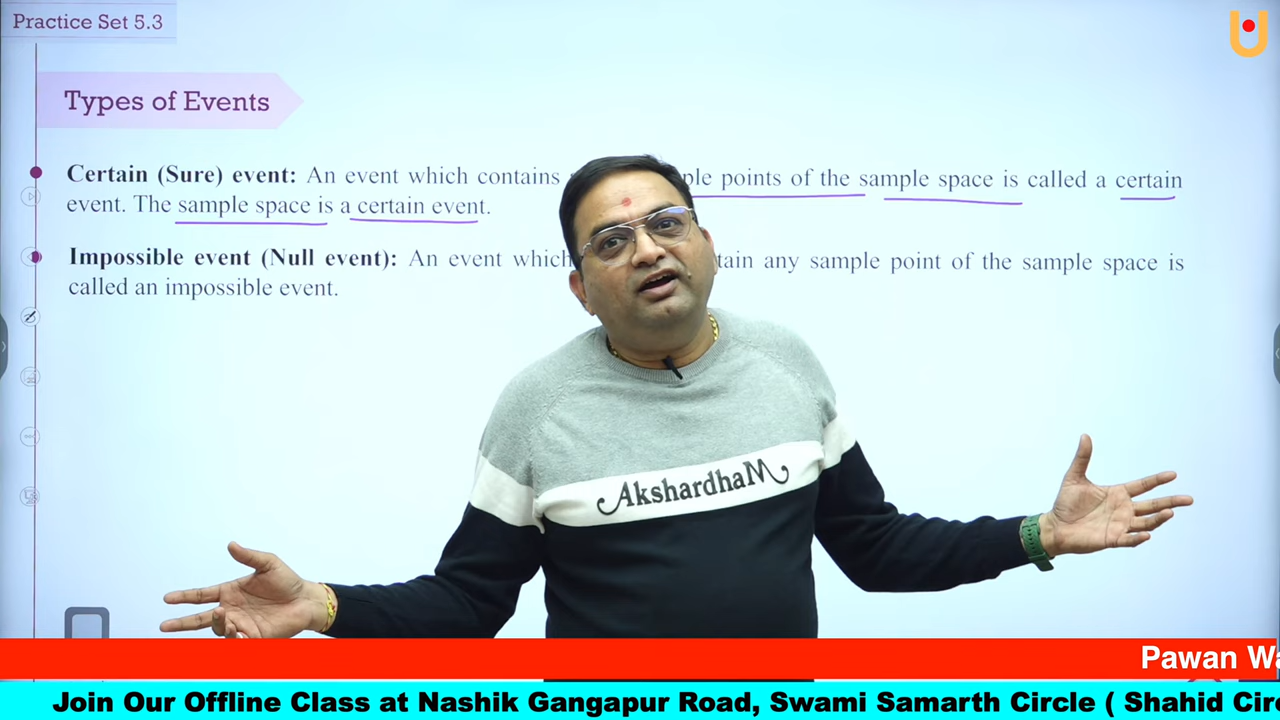 Practice Set 5.3
Types of Events
Certain (Sure) event: An event which contains ple points of the sample space is called a certain
event. The sample space is a certain event.
Impossible event (Null event): An event which tain any sample point of the sample space is
called an impossible event.
AkshardhaM
Pawan Wa
Join Our Offline Class at Nashik Gangapur Road, Swami Samarth Circle ( Shahid Circ